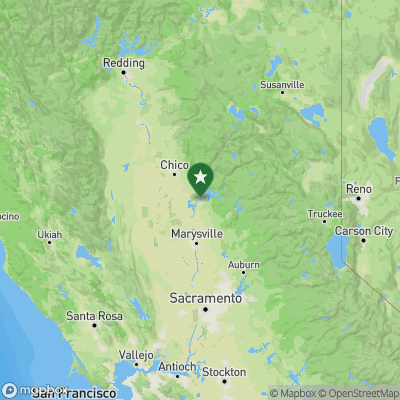 Redding
Susanville
Chico
Reno
Truckee
ocino
Ukiah
Carson City
Marysville
Auburn
Sacramento
Santa Rosa
Vallejo
Antioch
Stockton
San Francisco
mapbox
© Mapbox © OpenStreetMap